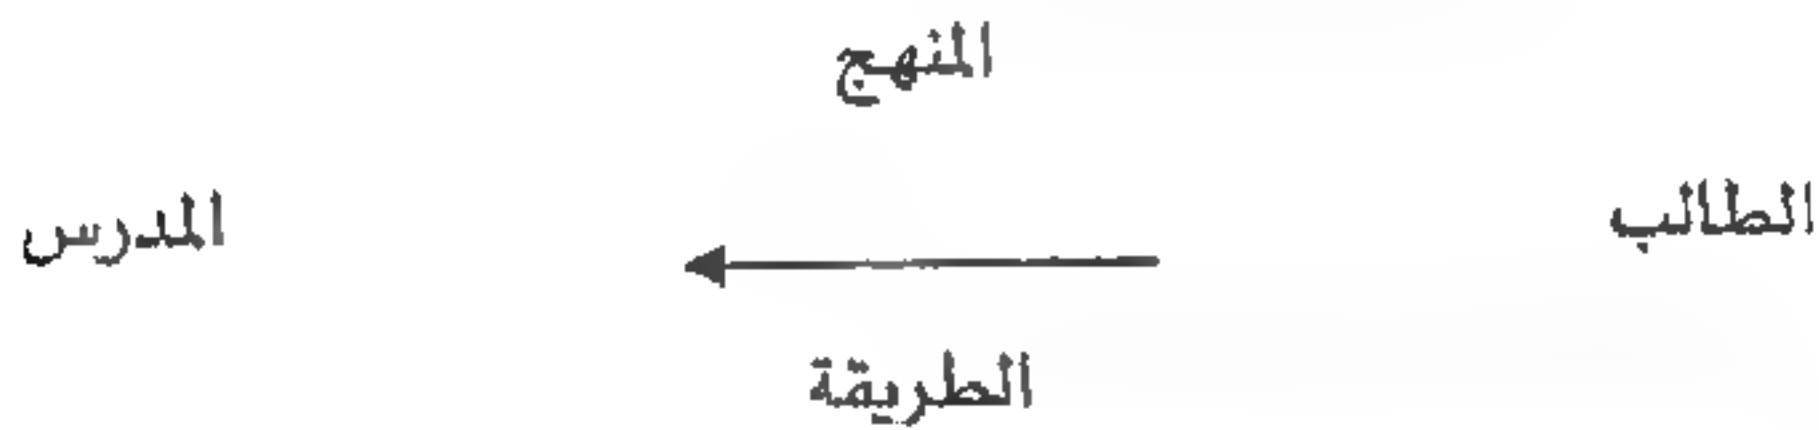 المنهج
الطالب
المدرس
الطريقة